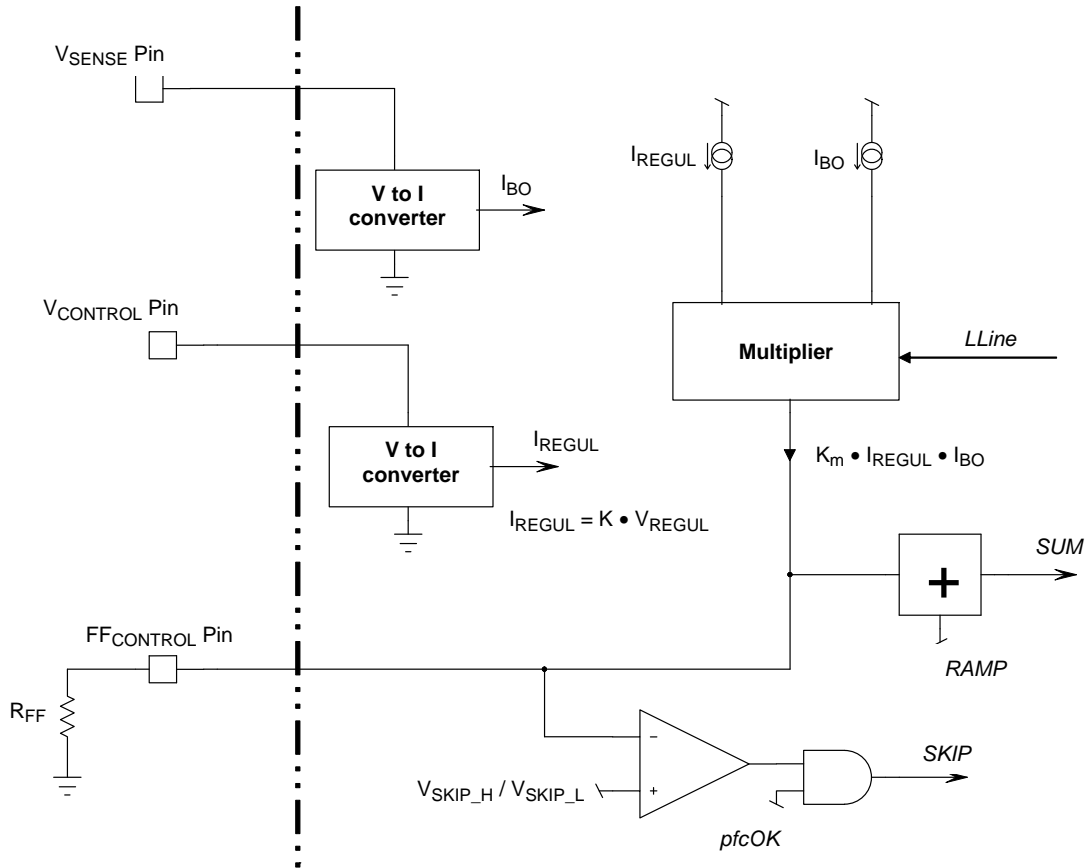 VSENSE Pin
V to I
converter
IBO
IREGUL
IBO
VCONTROL Pin
V to I
converter
IREGUL
IREGUL = K • VREGUL
Multiplier
LLine
Km • IREGUL • IBO
+
SUM
RAMP
FFCONTROL Pin
RFF
−
+
VSKIP_H / VSKIP_L
SKIP
pfcOK